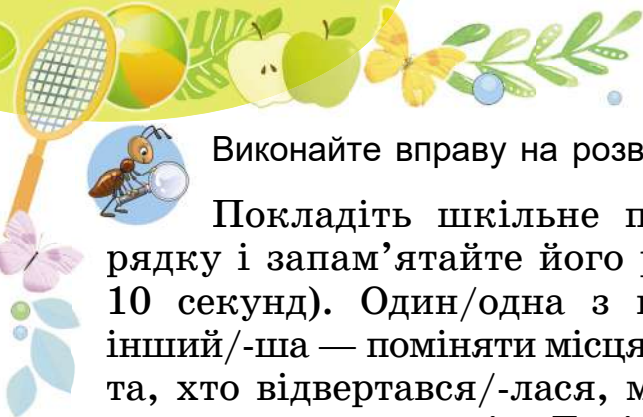 Виконайте вправу на розв
Покладіть шкільне п
рядку і запам’ятайте його
10 секунд). Один/одна з
інший/-ша — поміняти місця
та, хто відвертався/-лася, м